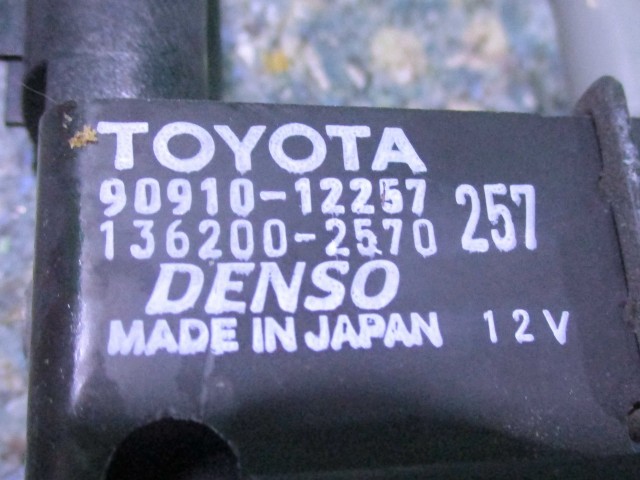 TOYOTA
90910-12257
136200-2570 257
DENSO
MADE IN JAPAN 12V